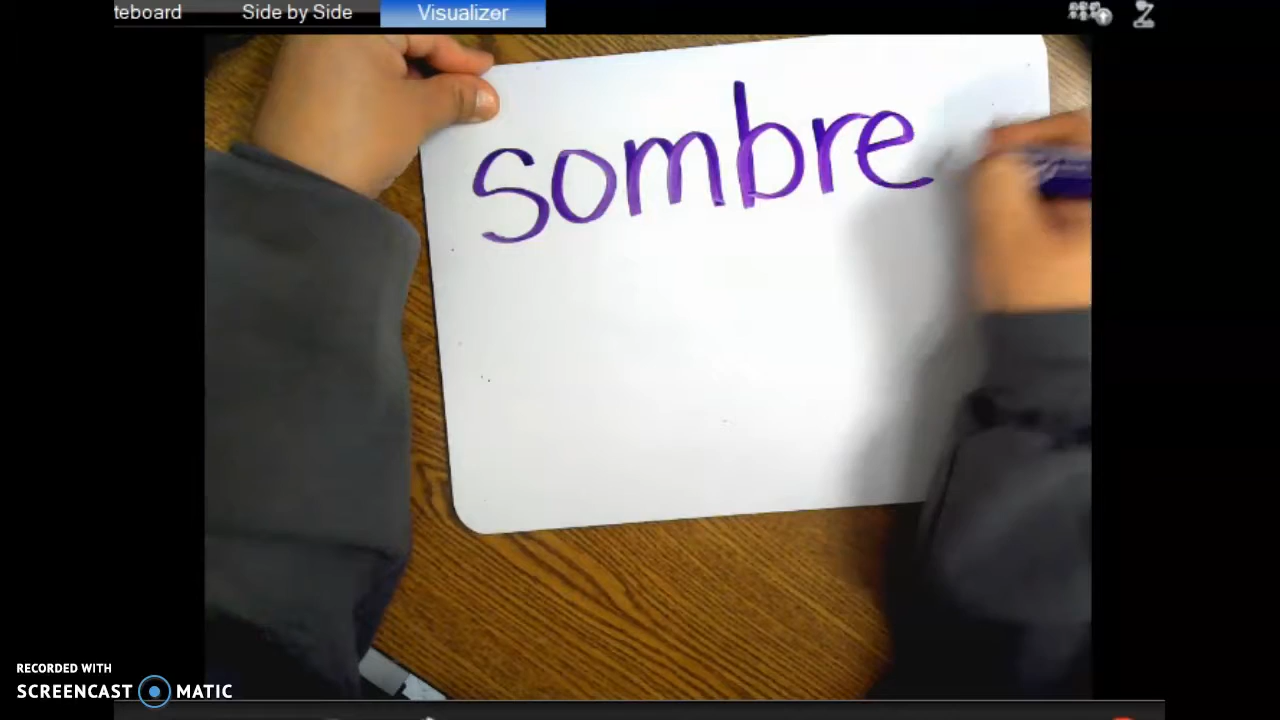 teboard Side by Side Visualizer
sombre
RECORDED WITH
SCREENCAST MATIC